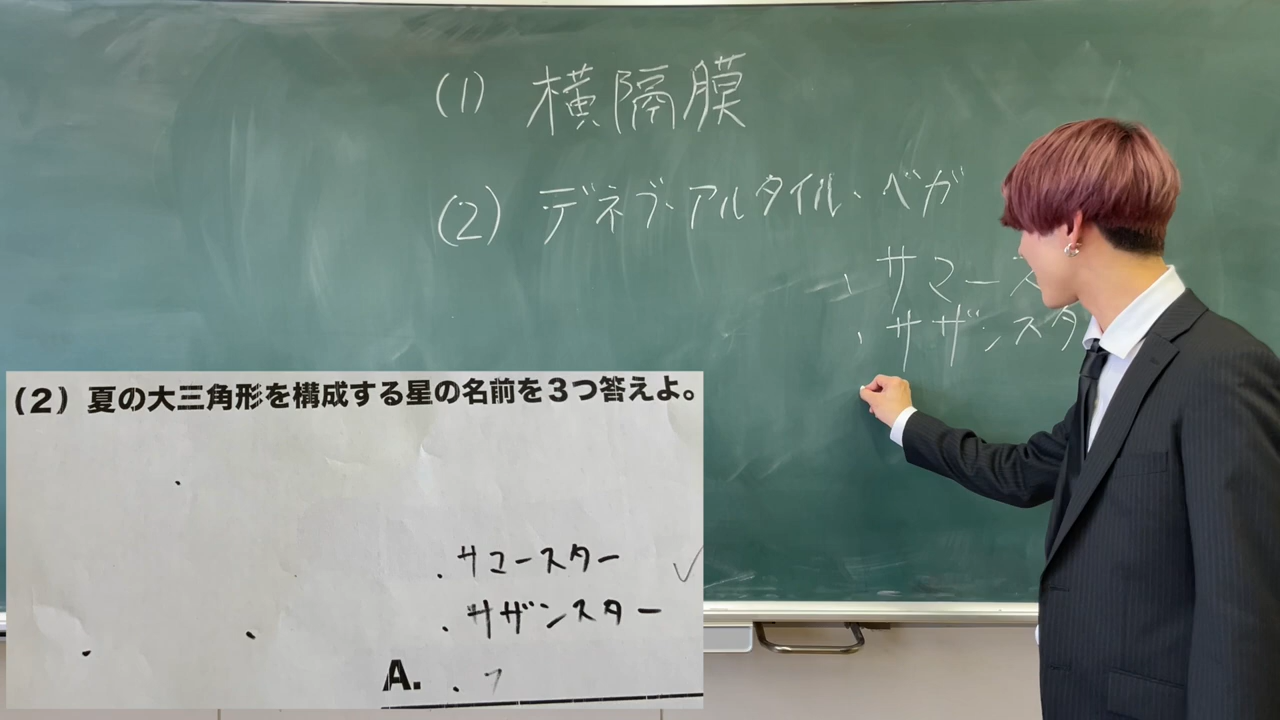 (1) 横隔膜
(2) デネブ・アルタイル・ベガ
・サマース
・サザンスタ
(2) 夏の大三角形を構成する星の名前を3つ答えよ。
・サマースター
・サザンスター
A. ・